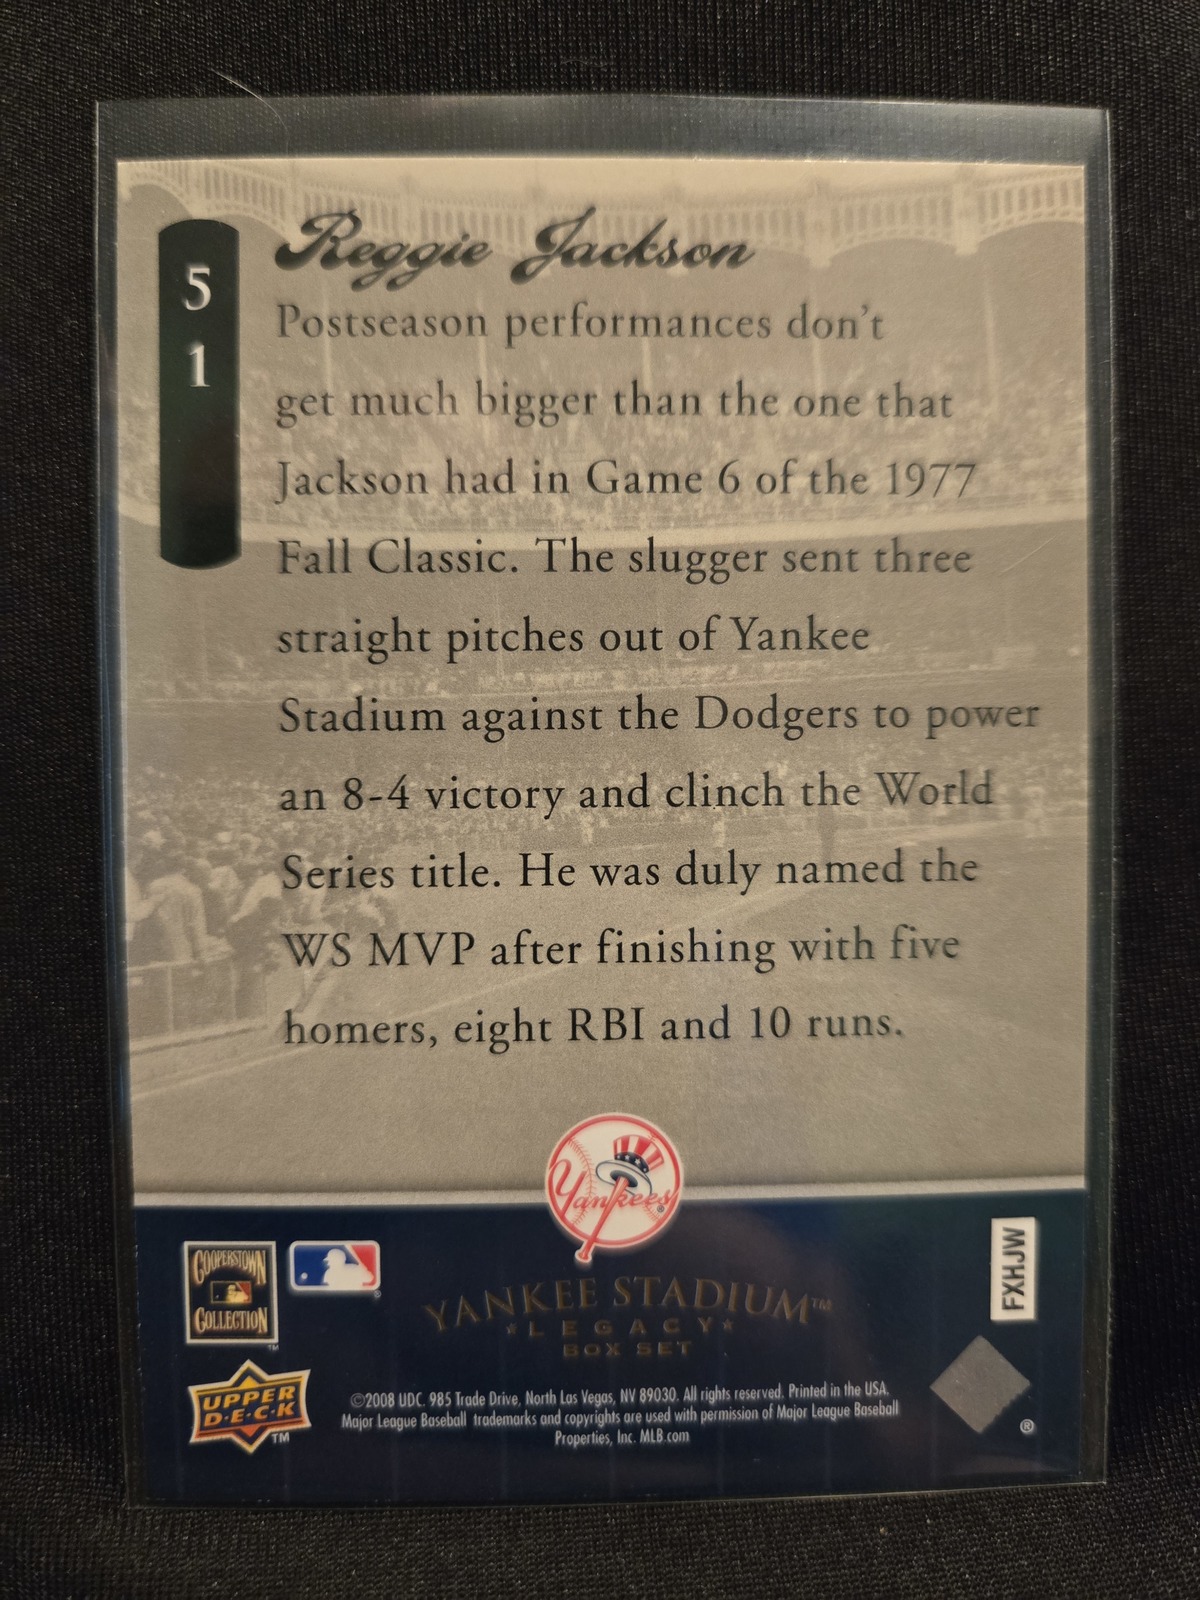 5
1
Reggie Jackson
Postseason performances don't
get much bigger than the one that
Jackson had in Game 6 of the 1977
Fall Classic. The slugger sent three
straight pitches out of Yankee
Stadium against the Dodgers to power
an 8-4 victory and clinch the World
Series title. He was duly named the
WS MVP after finishing with five
homers, eight RBI and 10 runs.
Yankees®
COOPERSTOWN
COLLECTION
TM
®
YANKEE STADIUM™
★LEGACY★
BOX SET
FXHJW
UPPER
D·E·C·K
TM
©2008 UDC. 985 Trade Drive, North Las Vegas, NV 89030. All rights reserved. Printed in the USA.
Major League Baseball trademarks and copyrights are used with permission of Major League Baseball
Properties, Inc. MLB.com
®